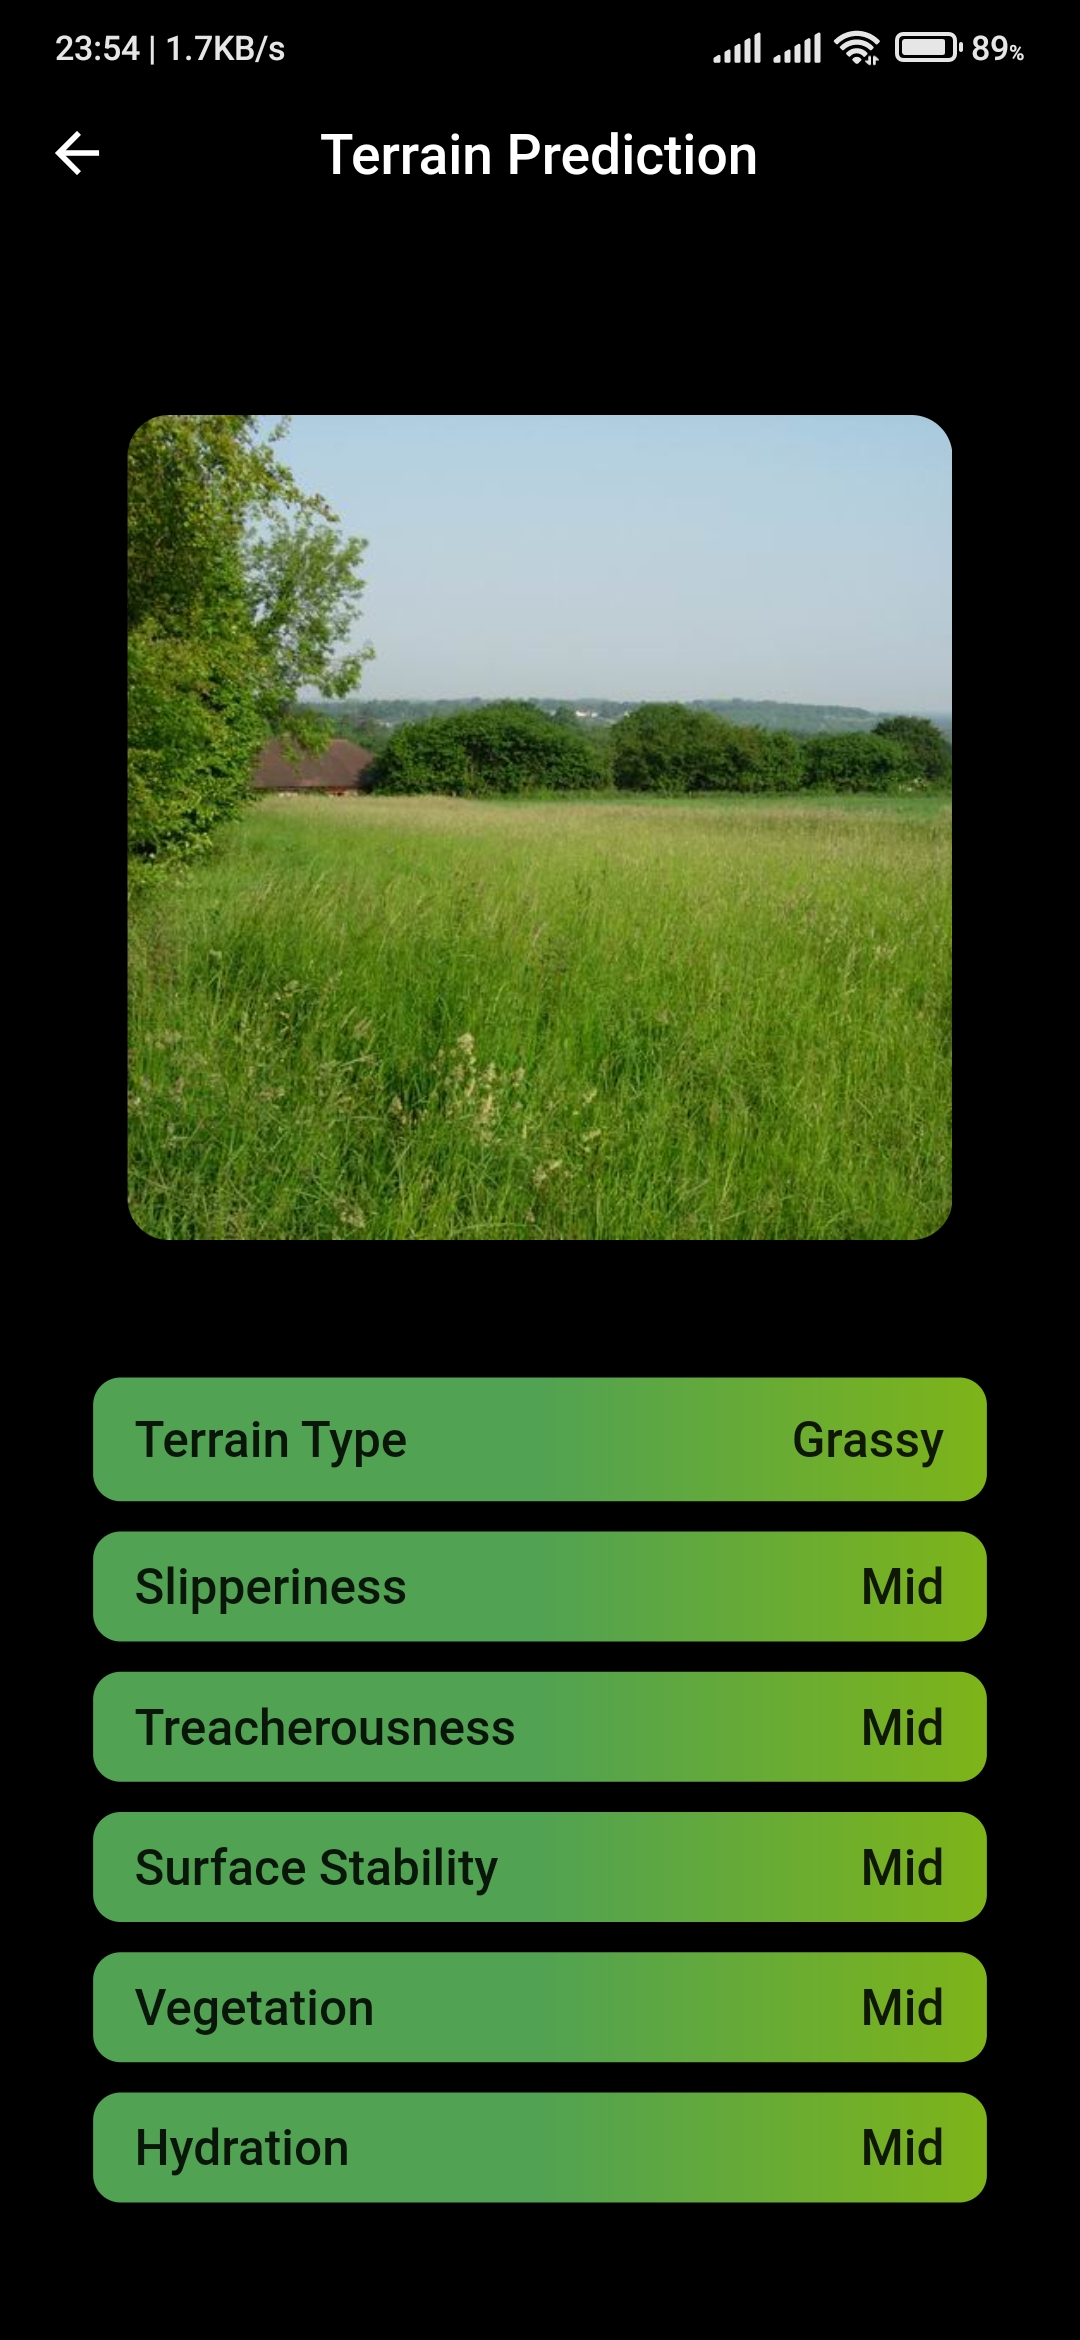 23:54 | 1.7KB/s 89%
Terrain Prediction
Terrain Type Grassy
Slipperiness Mid
Treacherousness Mid
Surface Stability Mid
Vegetation Mid
Hydration Mid